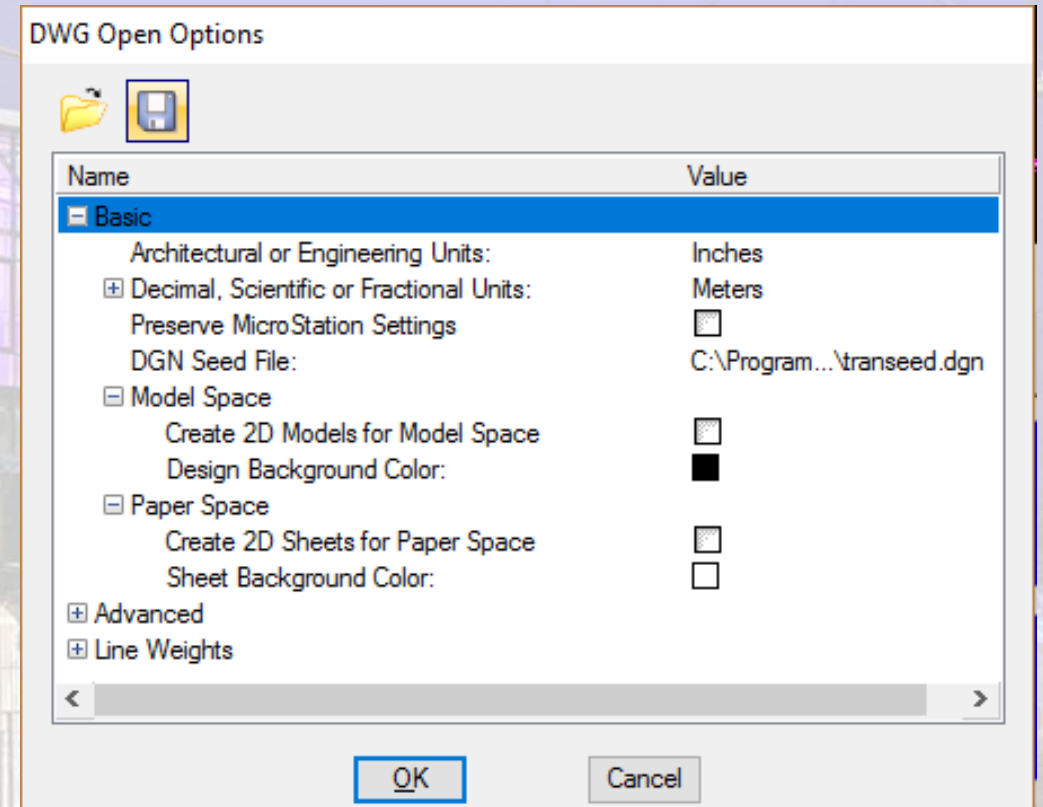 DWG Open Options
Name Value
Basic
Architectural or Engineering Units: Inches
Decimal, Scientific or Fractional Units: Meters
Preserve MicroStation Settings
DGN Seed File: C:\Program...\transeed.dgn
Model Space
Create 2D Models for Model Space
Design Background Color:
Paper Space
Create 2D Sheets for Paper Space
Sheet Background Color:
Advanced
Line Weights
OK Cancel